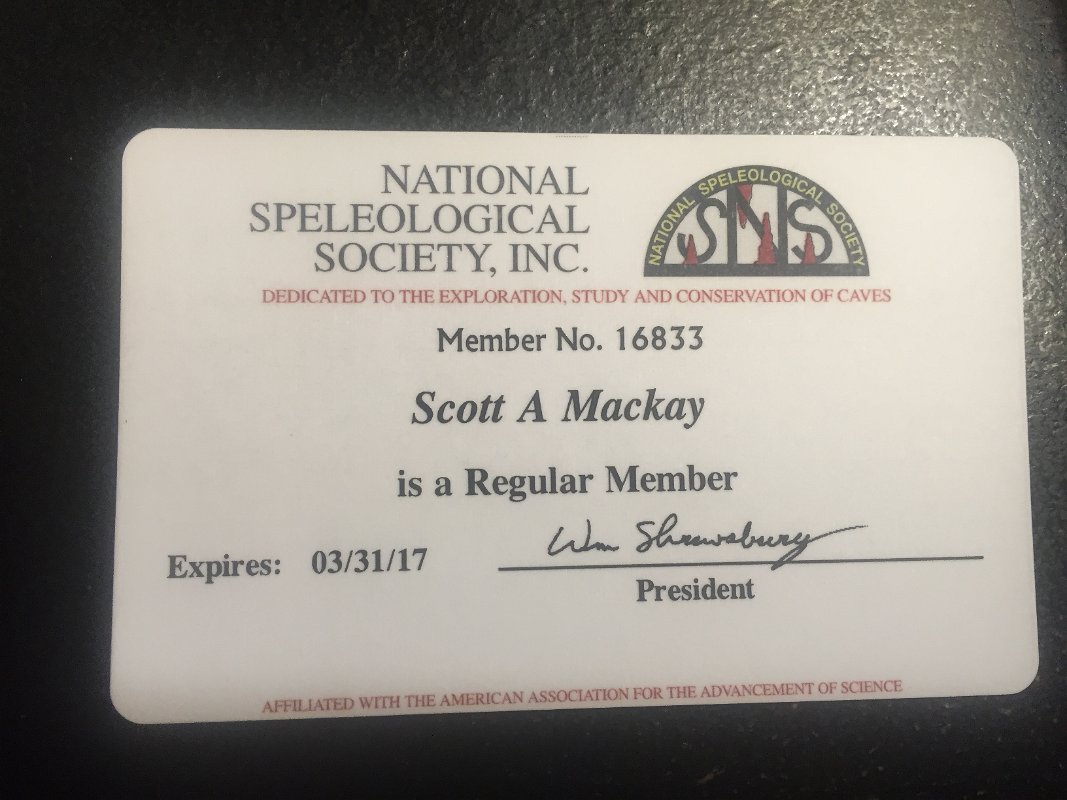 NATIONAL
SPELEOLOGICAL
SOCIETY, INC.
NATIONAL SPELEOLOGICAL SOCIETY
SNS
DEDICATED TO THE EXPLORATION, STUDY AND CONSERVATION OF CAVES
Member No. 16833
Scott A Mackay
is a Regular Member
Wm Shrewsbury
Expires: 03/31/17
President
AFFILIATED WITH THE AMERICAN ASSOCIATION FOR THE ADVANCEMENT OF SCIENCE